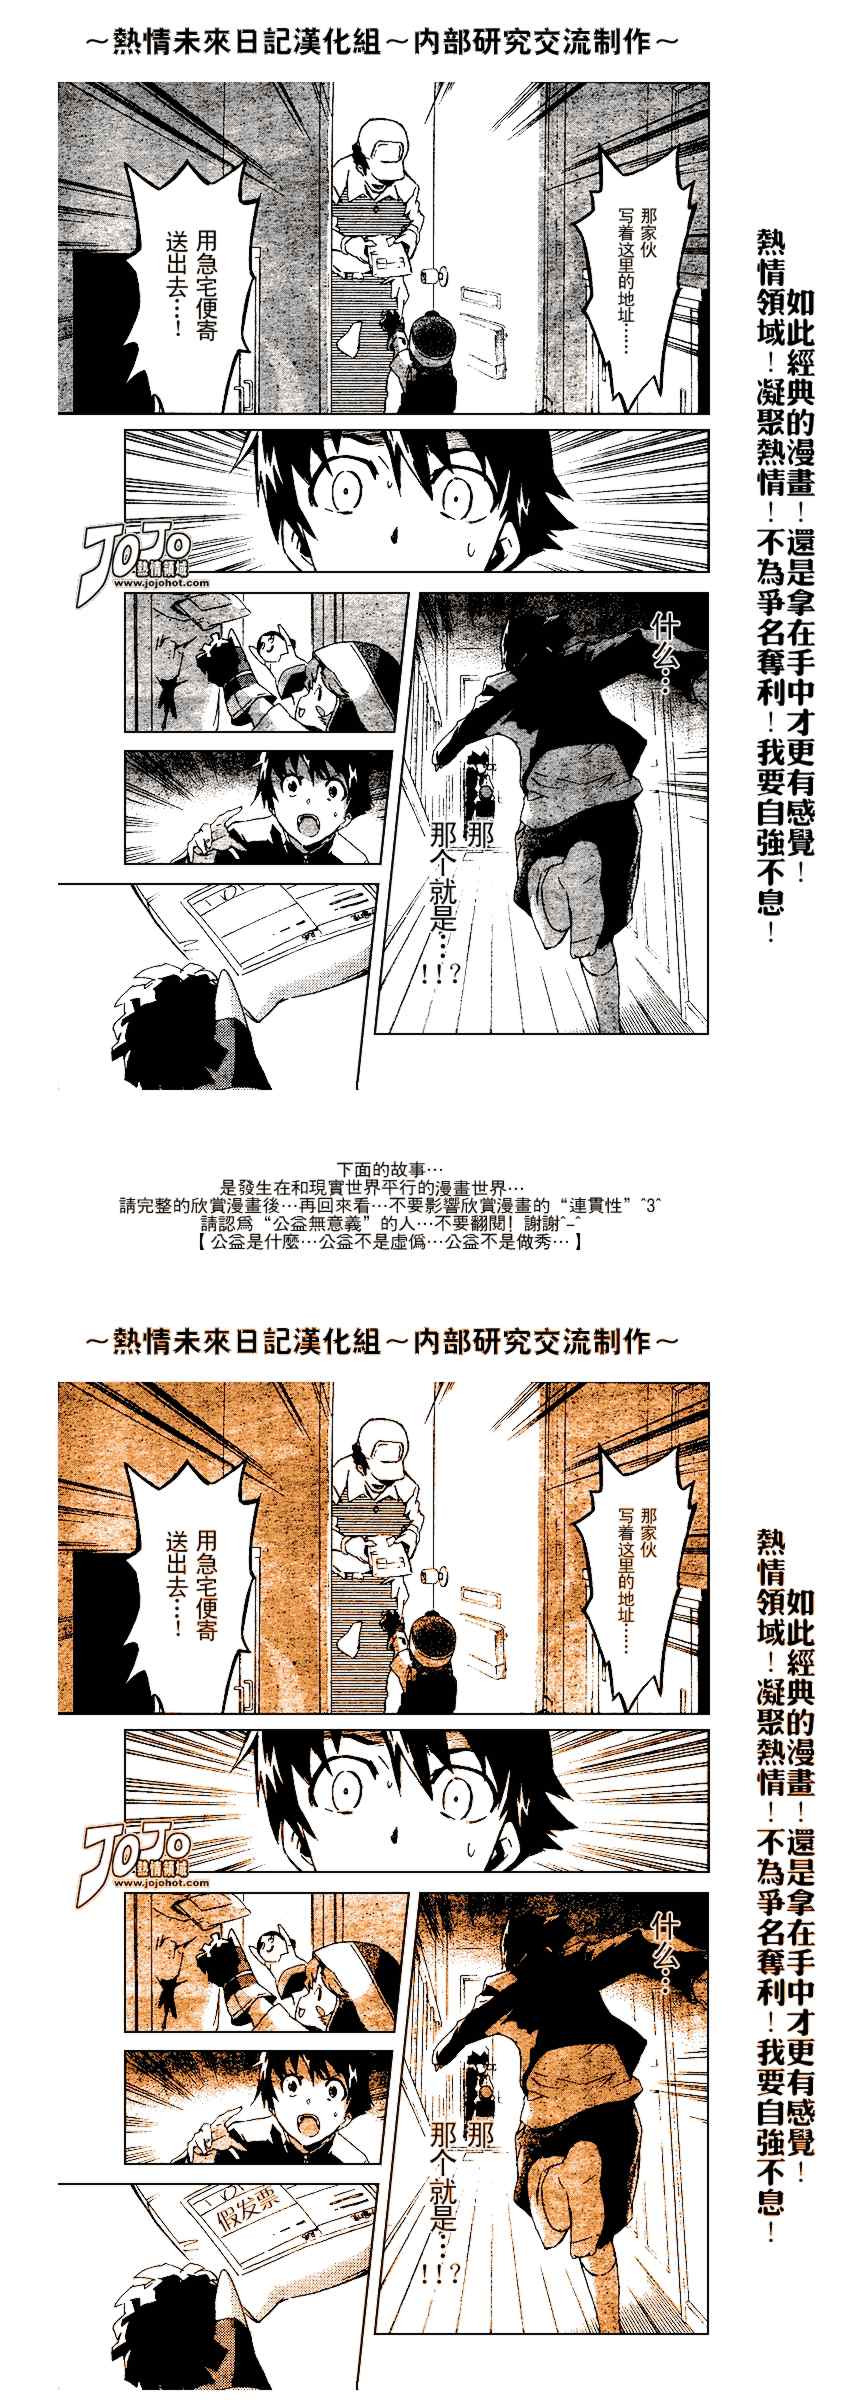 ～熱情未來日記漢化組～内部研究交流制作～
那家伙
写着这里的地址……
用急宅便寄
送出去…！
如此經典的漫畫！還是拿在手中才更有感覺！
熱情領域！凝聚熱情！不為爭名奪利！我要自強不息！
JOJO
熱情領域
www.jojohot.com
什么…
那
那个就是…!!?
下面的故事…
是發生在和現實世界平行的漫畫世界…
請完整的欣賞漫畫後…再回來看…不要影響欣賞漫畫的“連貫性”^3^
請認爲“公益無意義”的人…不要翻閱！謝謝^-^
【公益是什麼…公益不是虛僞…公益不是做秀…】
～熱情未來日記漢化組～内部研究交流制作～
那家伙
写着这里的地址……
用急宅便寄
送出去…！
如此經典的漫畫！還是拿在手中才更有感覺！
熱情領域！凝聚熱情！不為爭名奪利！我要自強不息！
JOJO
熱情領域
www.jojohot.com
什么…
那
那个就是…!!?
假发票